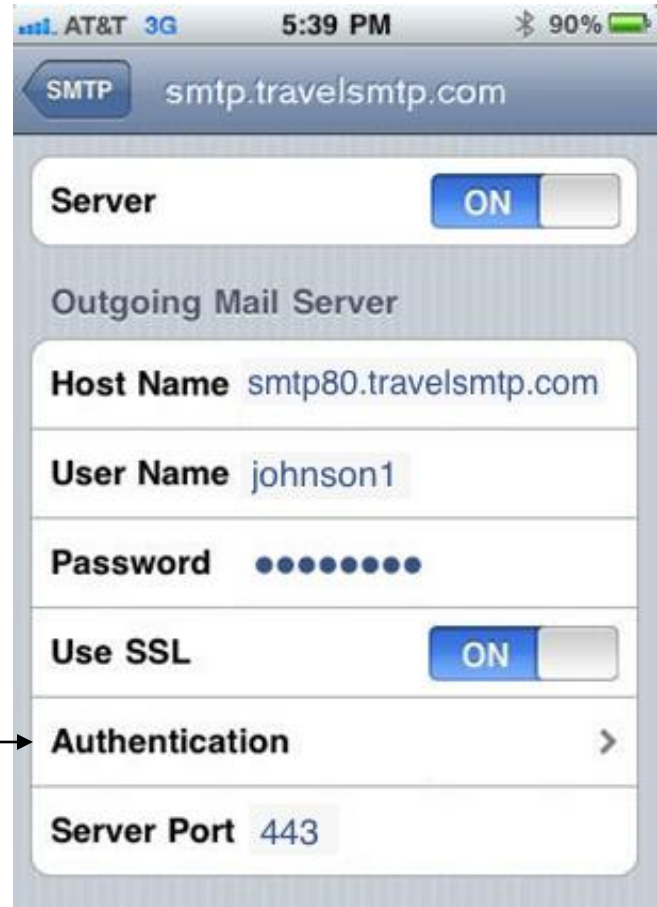 AT&T 3G 5:39 PM 90%
SMTP smtp.travelsmtp.com
Server ON
Outgoing Mail Server
Host Name smtp80.travelsmtp.com
User Name johnson1
Password ●●●●●●●●
Use SSL ON
Authentication >
Server Port 443